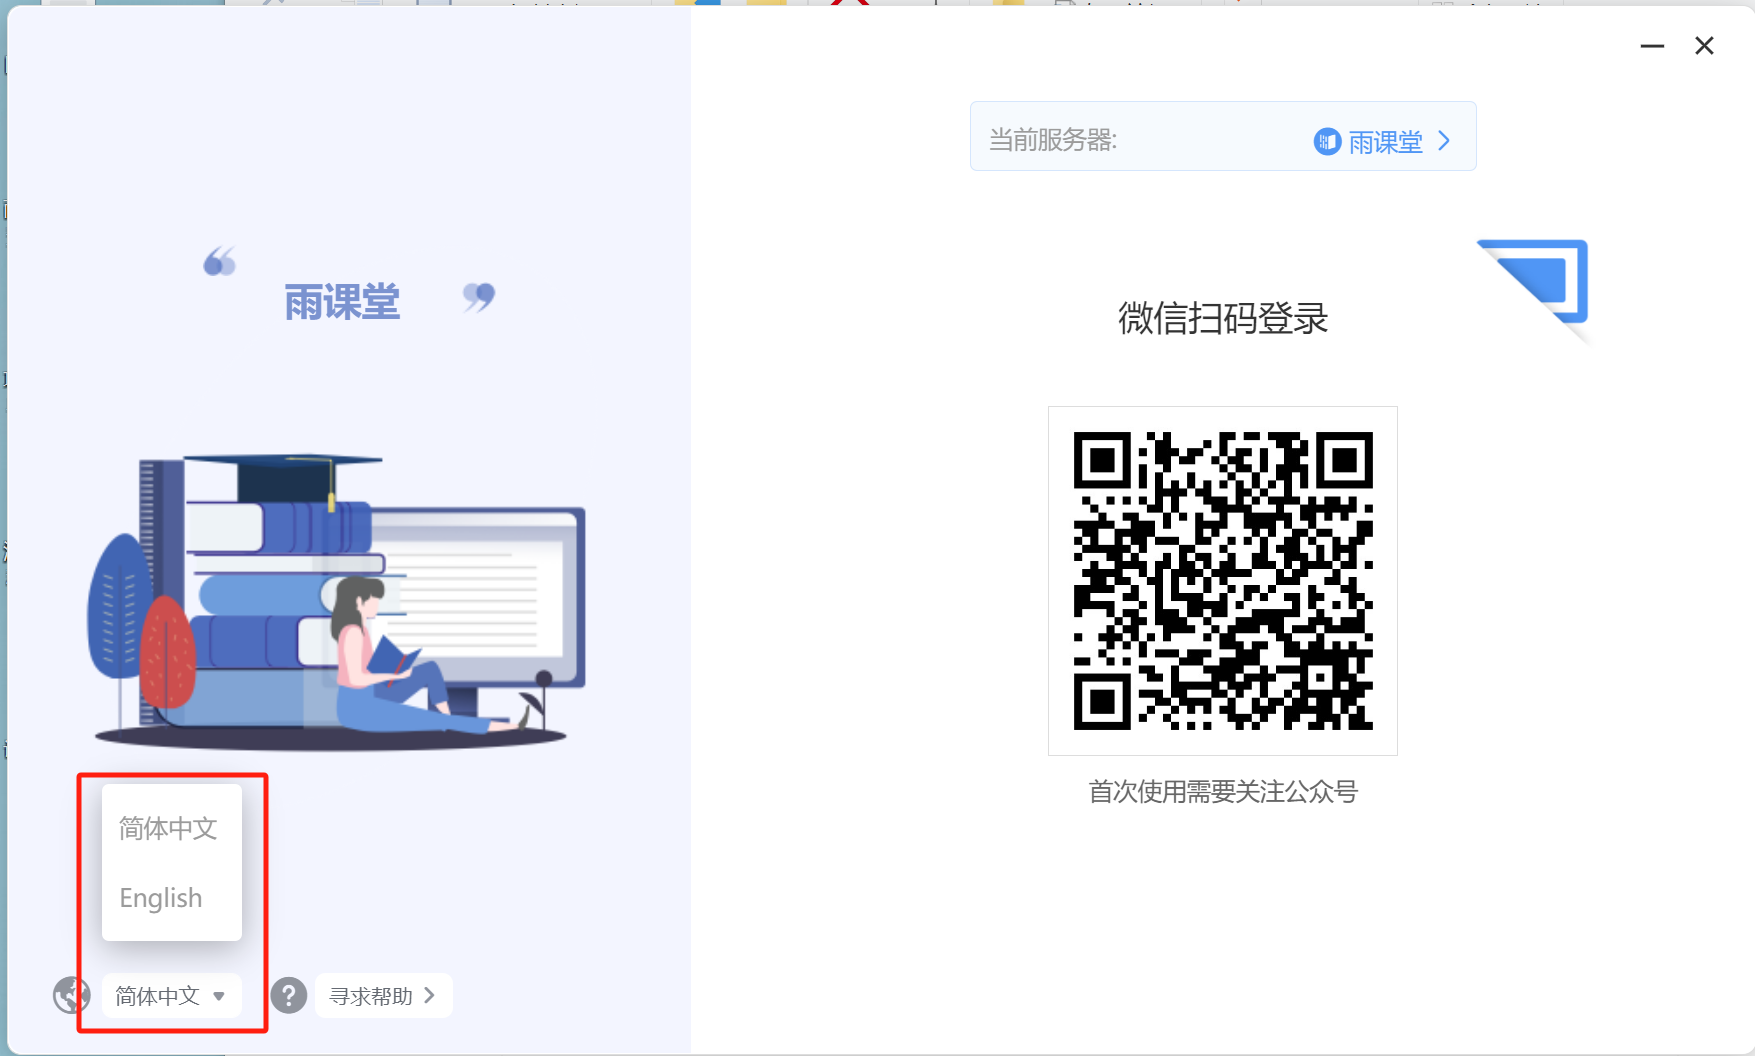 雨课堂
简体中文
English
简体中文
寻求帮助
当前服务器:
雨课堂
微信扫码登录
首次使用需要关注公众号